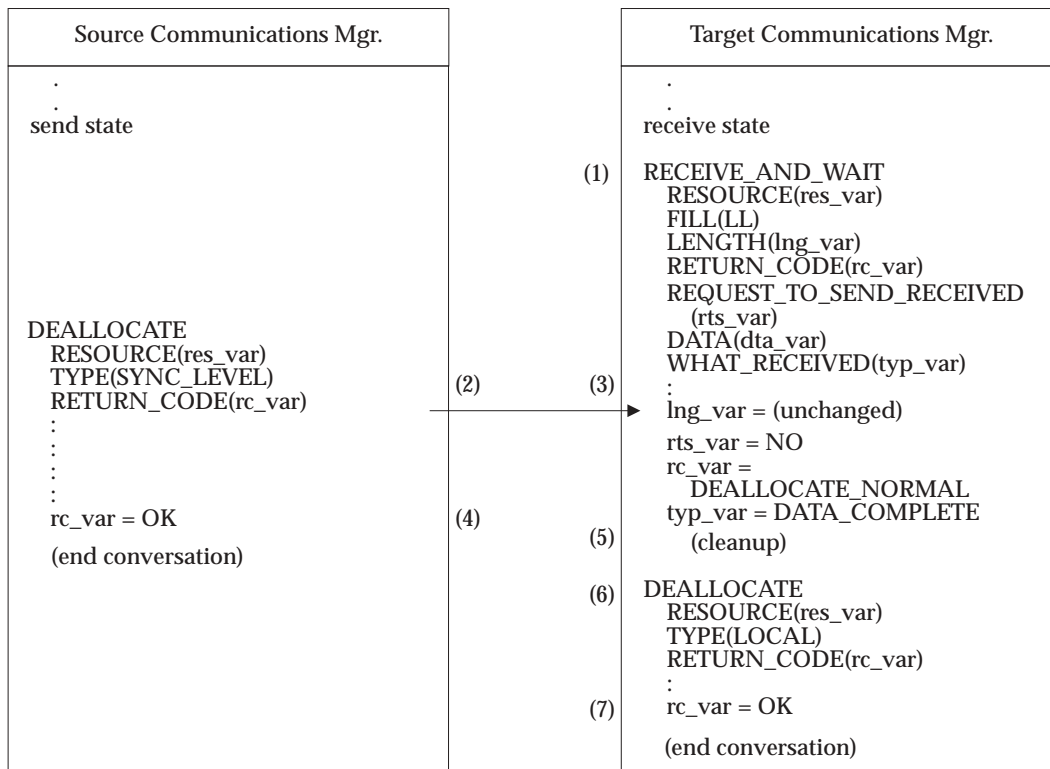 Source Communications Mgr.
.
.
send state
DEALLOCATE
RESOURCE(res_var)
TYPE(SYNC_LEVEL)
RETURN_CODE(rc_var)
:
:
:
:
rc_var = OK
(end conversation)
(2)
(4)
Target Communications Mgr.
.
.
receive state
(1) RECEIVE_AND_WAIT
RESOURCE(res_var)
FILL(LL)
LENGTH(lng_var)
RETURN_CODE(rc_var)
REQUEST_TO_SEND_RECEIVED
(rts_var)
DATA(dta_var)
(3) WHAT_RECEIVED(typ_var)
:
lng_var = (unchanged)
rts_var = NO
rc_var =
DEALLOCATE_NORMAL
typ_var = DATA_COMPLETE
(5) (cleanup)
(6) DEALLOCATE
RESOURCE(res_var)
TYPE(LOCAL)
RETURN_CODE(rc_var)
:
(7) rc_var = OK
(end conversation)